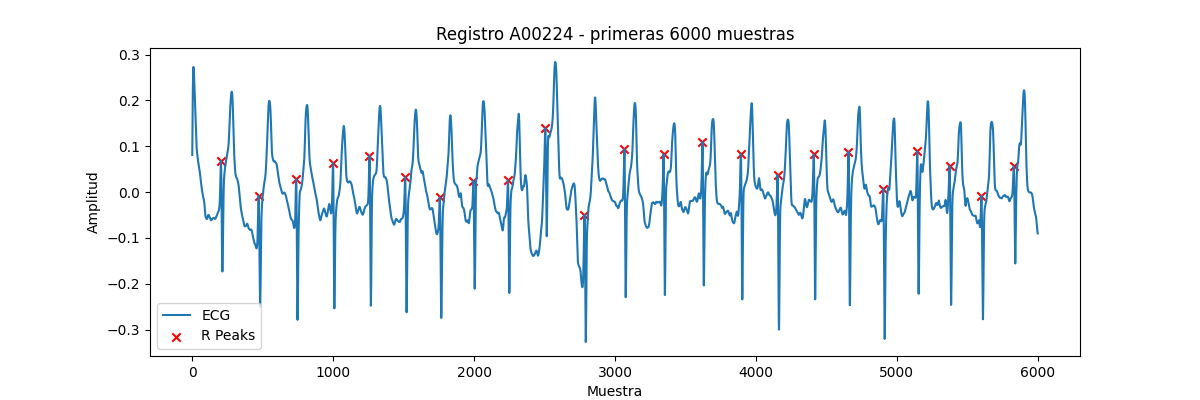 Registro A00224 - primeras 6000 muestras
Amplitud
0.3
0.2
0.1
0.0
−0.1
−0.2
−0.3
ECG
R Peaks
0 1000 2000 3000 4000 5000 6000
Muestra